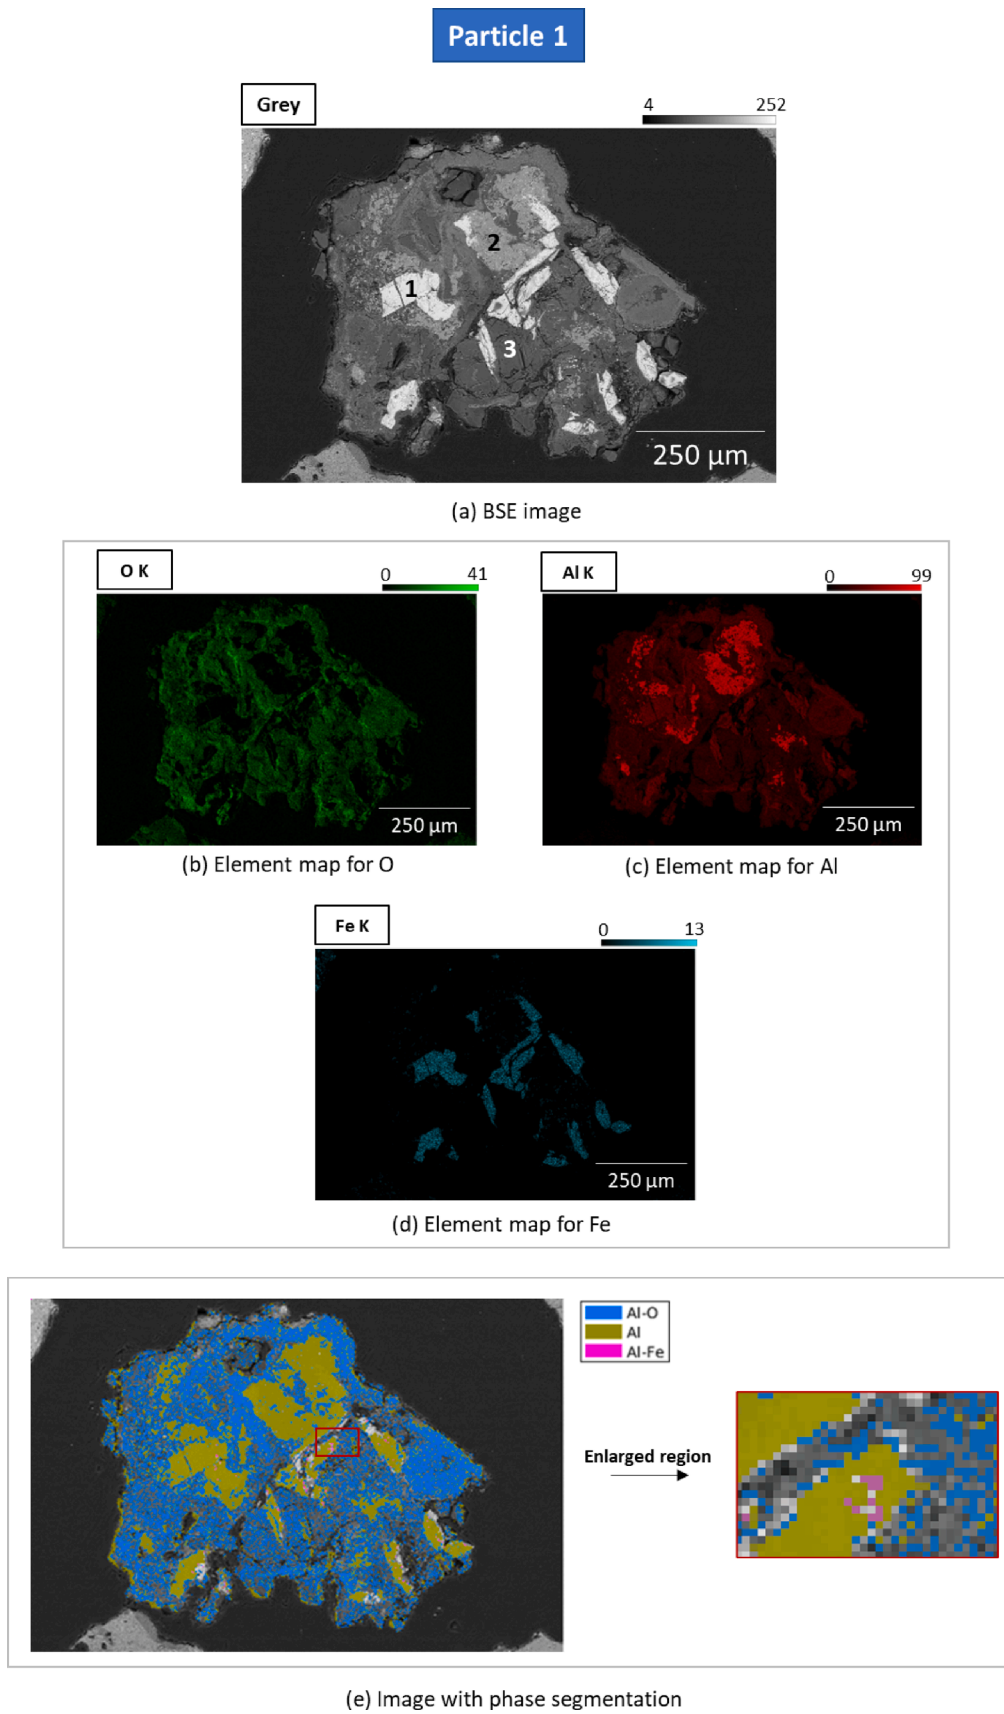 Particle 1
Grey
4 252
1
2
3
250 µm
(a) BSE image
O K
0 41
250 µm
(b) Element map for O
Al K
0 99
250 µm
(c) Element map for Al
Fe K
0 13
250 µm
(d) Element map for Fe
Al-O
Al
Al-Fe
Enlarged region
(e) Image with phase segmentation